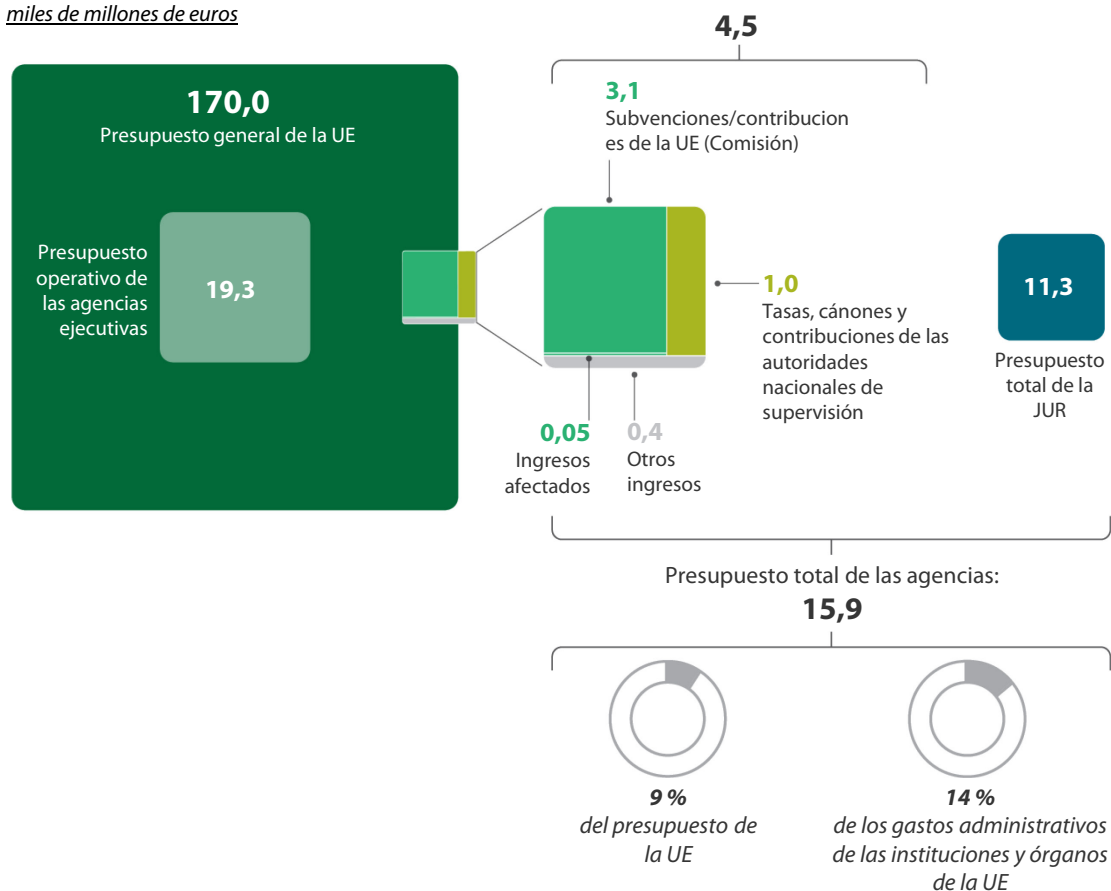 miles de millones de euros
170,0
Presupuesto general de la UE
Presupuesto
operativo de
las agencias
ejecutivas
19,3
4,5
3,1
Subvenciones/contribucion
es de la UE (Comisión)
1,0
Tasas, cánones y
contribuciones de las
autoridades
nacionales de
supervisión
0,05
Ingresos
afectados
0,4
Otros
ingresos
11,3
Presupuesto
total de la
JUR
Presupuesto total de las agencias:
15,9
9 %
del presupuesto de
la UE
14 %
de los gastos administrativos
de las instituciones y órganos
de la UE